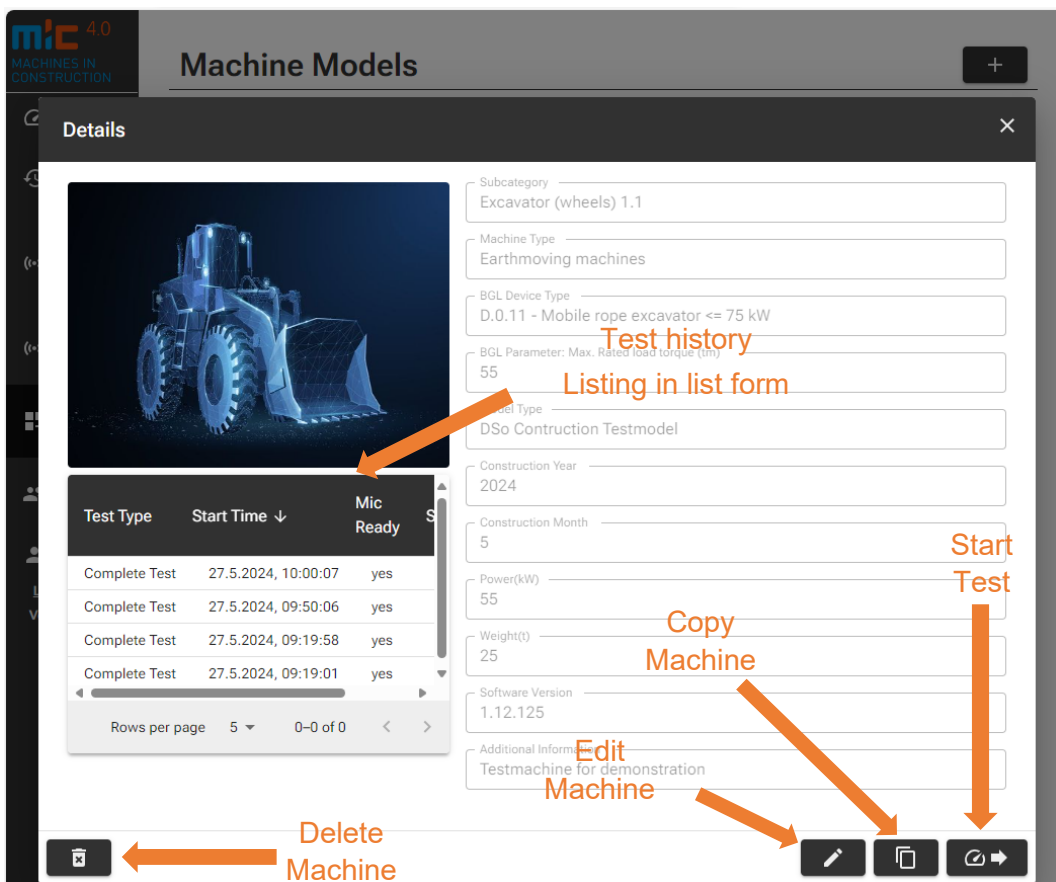 mic 4.0
MACHINES IN
CONSTRUCTION
Machine Models
Details
Subcategory
Excavator (wheels) 1.1
Machine Type
Earthmoving machines
BGL Device Type
D.0.11 - Mobile rope excavator <= 75 kW
Test history
BGL Parameter: Max. Rated load torque (tm)
55
Listing in list form
Model Type
DSo Contruction Testmodel
Construction Year
2024
Construction Month
5
Power(kW)
55
Weight(t)
25
Software Version
1.12.125
Additional Information
Testmachine for demonstration
Test Type Start Time Mic Ready S
Complete Test 27.5.2024, 10:00:07 yes
Complete Test 27.5.2024, 09:50:06 yes
Complete Test 27.5.2024, 09:19:58 yes
Complete Test 27.5.2024, 09:19:01 yes
Rows per page 5 0–0 of 0
Start
Test
Copy
Machine
Edit
Machine
Delete
Machine